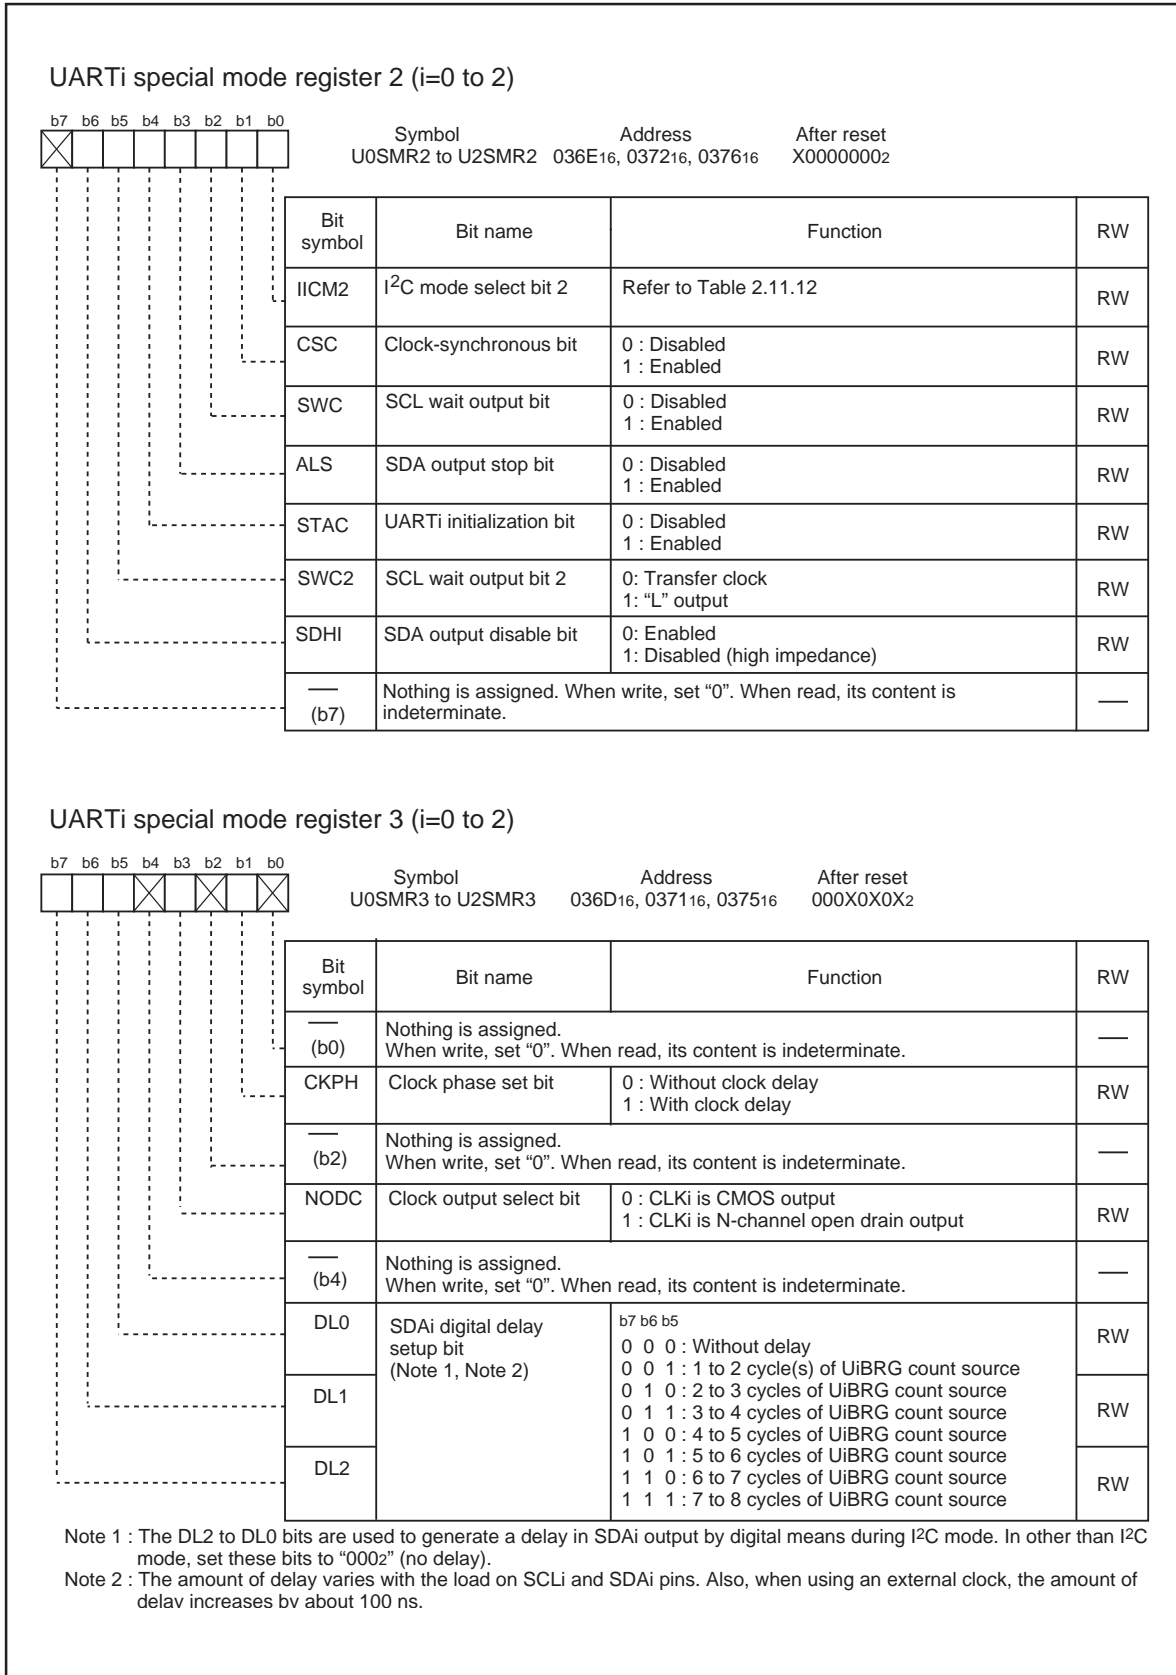 UARTi special mode register 2 (i=0 to 2)
b7 b6 b5 b4 b3 b2 b1 b0
Symbol Address After reset
U0SMR2 to U2SMR2 036E16, 037216, 037616 X00000002
Bit symbol Bit name Function RW
IICM2 I2C mode select bit 2 Refer to Table 2.11.12 RW
CSC Clock-synchronous bit 0 : Disabled
1 : Enabled RW
SWC SCL wait output bit 0 : Disabled
1 : Enabled RW
ALS SDA output stop bit 0 : Disabled
1 : Enabled RW
STAC UARTi initialization bit 0 : Disabled
1 : Enabled RW
SWC2 SCL wait output bit 2 0: Transfer clock
1: “L” output RW
SDHI SDA output disable bit 0: Enabled
1: Disabled (high impedance) RW
— (b7) Nothing is assigned. When write, set “0”. When read, its content is
indeterminate. —
UARTi special mode register 3 (i=0 to 2)
b7 b6 b5 b4 b3 b2 b1 b0
Symbol Address After reset
U0SMR3 to U2SMR3 036D16, 037116, 037516 000X0X0X2
Bit symbol Bit name Function RW
— (b0) Nothing is assigned.
When write, set “0”. When read, its content is indeterminate. —
CKPH Clock phase set bit 0 : Without clock delay
1 : With clock delay RW
— (b2) Nothing is assigned.
When write, set “0”. When read, its content is indeterminate. —
NODC Clock output select bit 0 : CLKi is CMOS output
1 : CLKi is N-channel open drain output RW
— (b4) Nothing is assigned.
When write, set “0”. When read, its content is indeterminate. —
DL0 SDAi digital delay
setup bit
(Note 1, Note 2) b7 b6 b5
0 0 0 : Without delay RW
0 0 1 : 1 to 2 cycle(s) of UiBRG count source
DL1 0 1 0 : 2 to 3 cycles of UiBRG count source
0 1 1 : 3 to 4 cycles of UiBRG count source RW
1 0 0 : 4 to 5 cycles of UiBRG count source
DL2 1 0 1 : 5 to 6 cycles of UiBRG count source
1 1 0 : 6 to 7 cycles of UiBRG count source RW
1 1 1 : 7 to 8 cycles of UiBRG count source
Note 1 : The DL2 to DL0 bits are used to generate a delay in SDAi output by digital means during I2C mode. In other than I2C
mode, set these bits to “0002” (no delay).
Note 2 : The amount of delay varies with the load on SCLi and SDAi pins. Also, when using an external clock, the amount of
delay increases by about 100 ns.